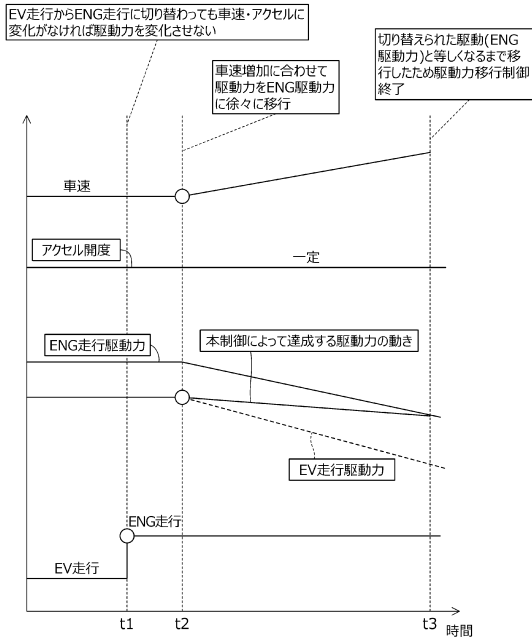 EV走行からENG走行に切り替わっても車速・アクセルに
変化がなければ駆動力を変化させない
車速増加に合わせて
駆動力をENG駆動力
に徐々に移行
切り替えられた駆動(ENG
駆動力)と等しくなるまで移
行したため駆動力移行制御
終了
車速
アクセル開度
一定
ENG走行駆動力
本制御によって達成する駆動力の動き
EV走行駆動力
ENG走行
EV走行
t1
t2
t3
時間